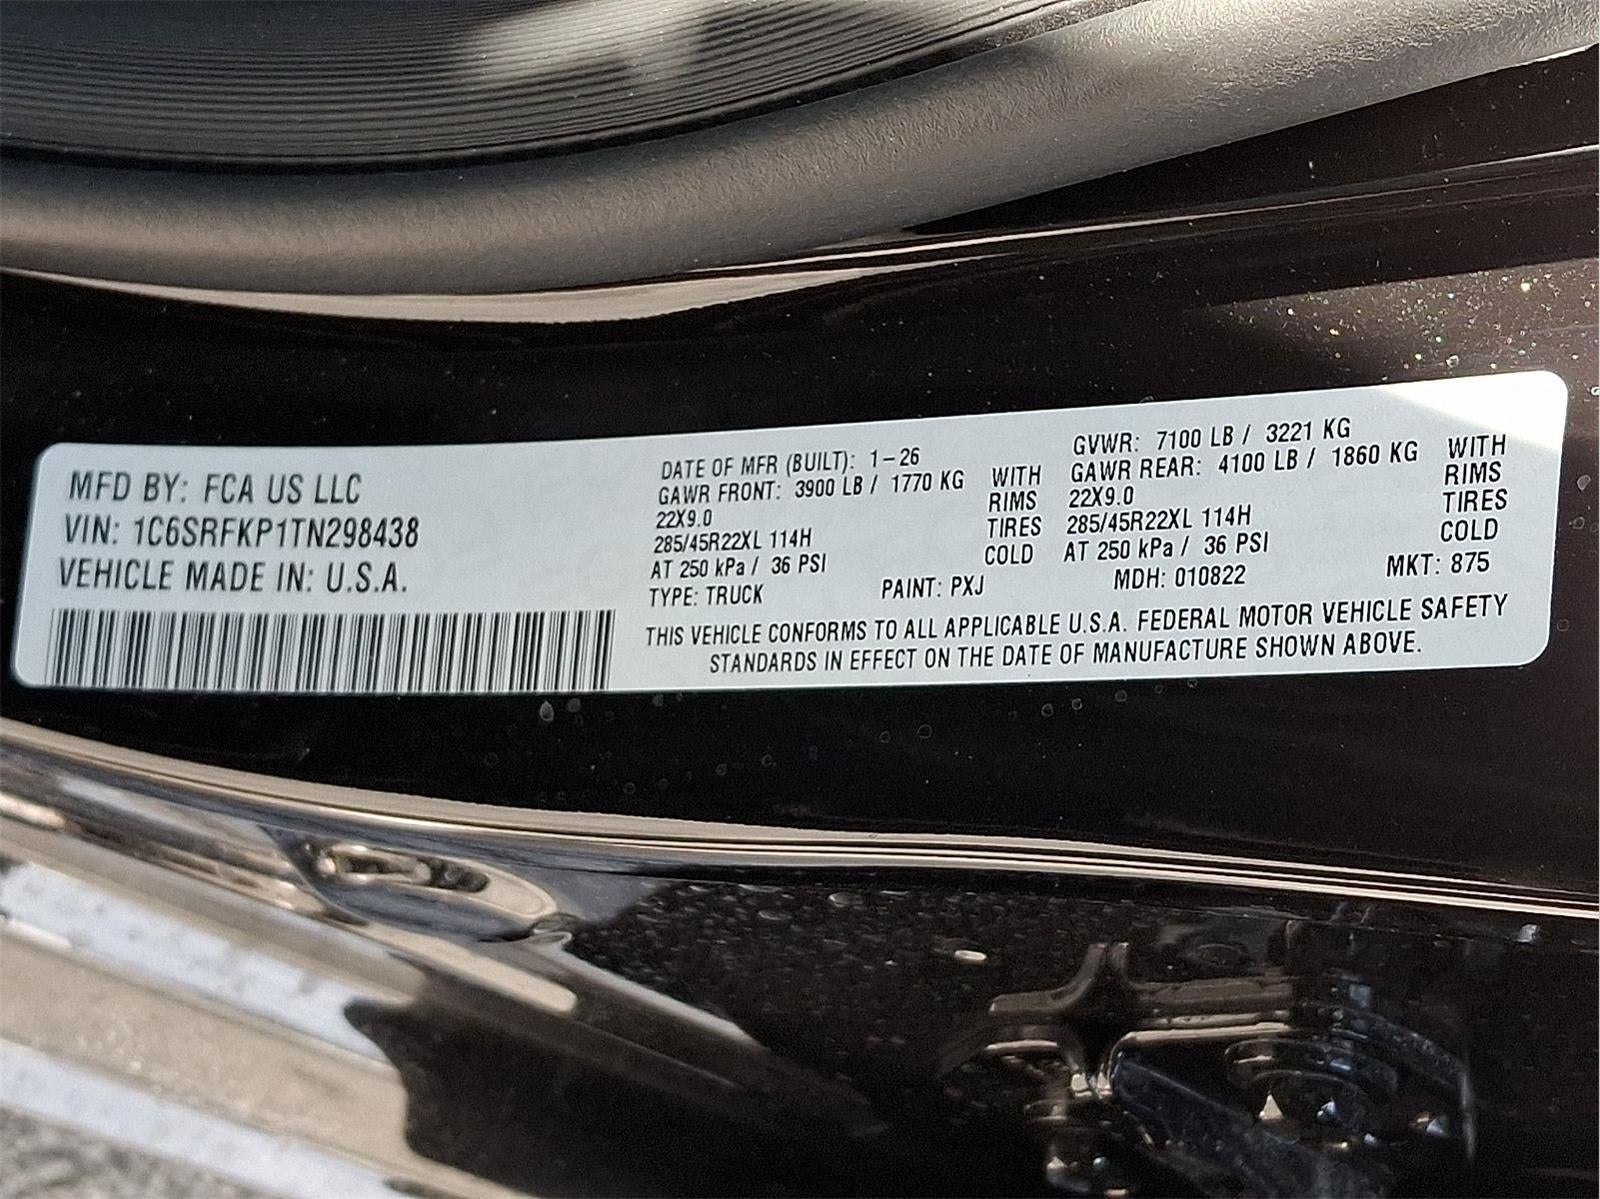 MFD BY: FCA US LLC
VIN: 1C6SRFKP1TN298438
VEHICLE MADE IN: U.S.A.
DATE OF MFR (BUILT): 1-26
GAWR FRONT: 3900 LB / 1770 KG WITH
22X9.0 RIMS
285/45R22XL 114H TIRES
AT 250 kPa / 36 PSI COLD
TYPE: TRUCK PAINT: PXJ
GVWR: 7100 LB / 3221 KG
GAWR REAR: 4100 LB / 1860 KG WITH
22X9.0 RIMS
285/45R22XL 114H TIRES
AT 250 kPa / 36 PSI COLD
MDH: 010822 MKT: 875
THIS VEHICLE CONFORMS TO ALL APPLICABLE U.S.A. FEDERAL MOTOR VEHICLE SAFETY
STANDARDS IN EFFECT ON THE DATE OF MANUFACTURE SHOWN ABOVE.